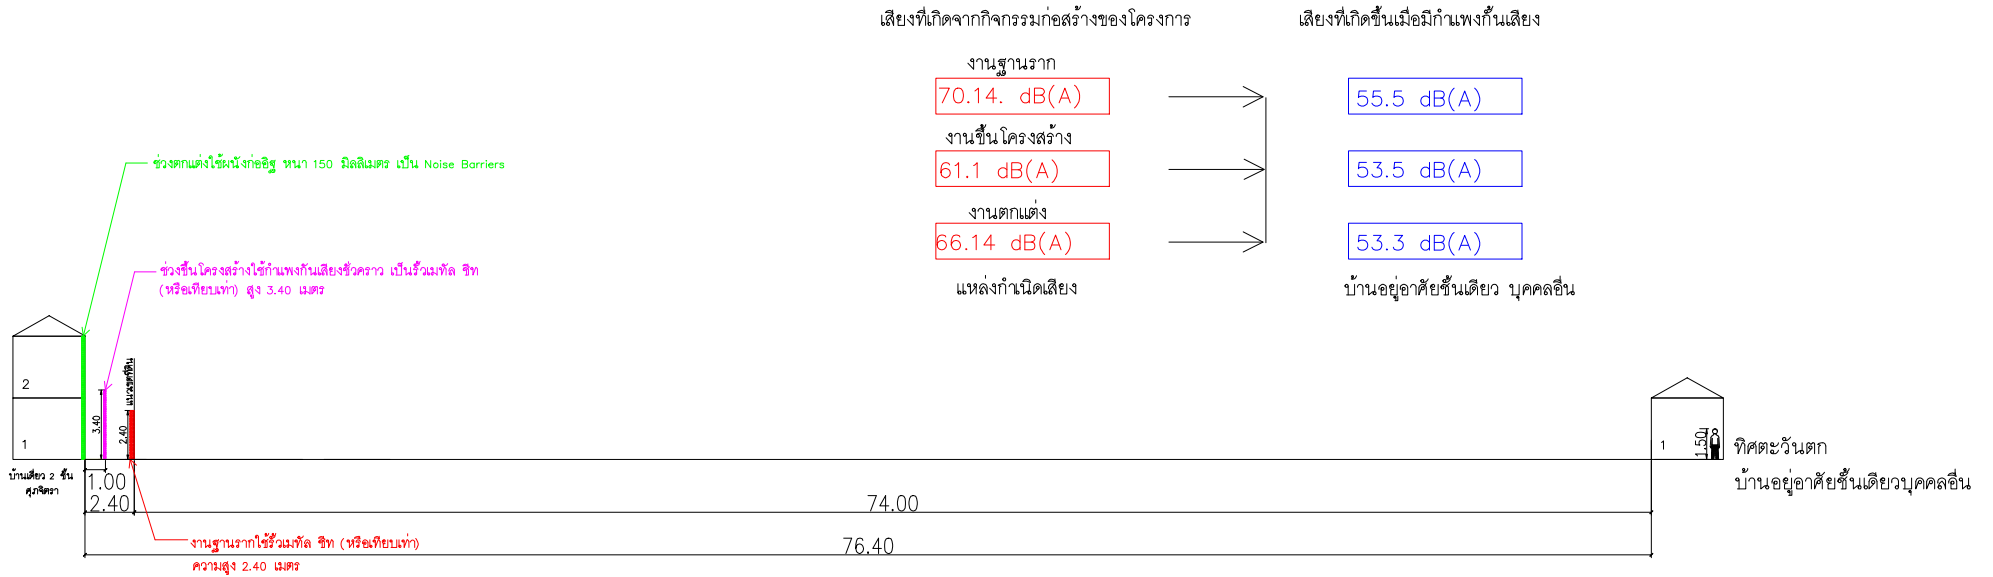 เสียงที่เกิดจากกิจกรรมก่อสร้างของโครงการ
เสียงที่เกิดขึ้นเมื่อมีกำแพงกั้นเสียง
งานฐานราก
70.14. dB(A)
55.5 dB(A)
งานขึ้นโครงสร้าง
61.1 dB(A)
53.5 dB(A)
งานตกแต่ง
66.14 dB(A)
53.3 dB(A)
แหล่งกำเนิดเสียง
บ้านอยู่อาศัยชั้นเดียว บุคคลอื่น
ช่วงตกแต่งใช้ผนังก่ออิฐ หนา 150 มิลลิเมตร เป็น Noise Barriers
ช่วงขึ้นโครงสร้างใช้กำแพงกันเสียงชั่วคราว เป็นรั้วเมทัล ชีท
(หรือเทียบเท่า) สูง 3.40 เมตร
แนวเขตที่ดิน
2
1
3.40
2.40
1
1.50
ทิศตะวันตก
บ้านอยู่อาศัยชั้นเดียวบุคคลอื่น
บ้านเดี่ยว 2 ชั้น
ศุภจิตรา
1.00
2.40
74.00
76.40
งานฐานรากใช้รั้วเมทัล ชีท (หรือเทียบเท่า)
ความสูง 2.40 เมตร